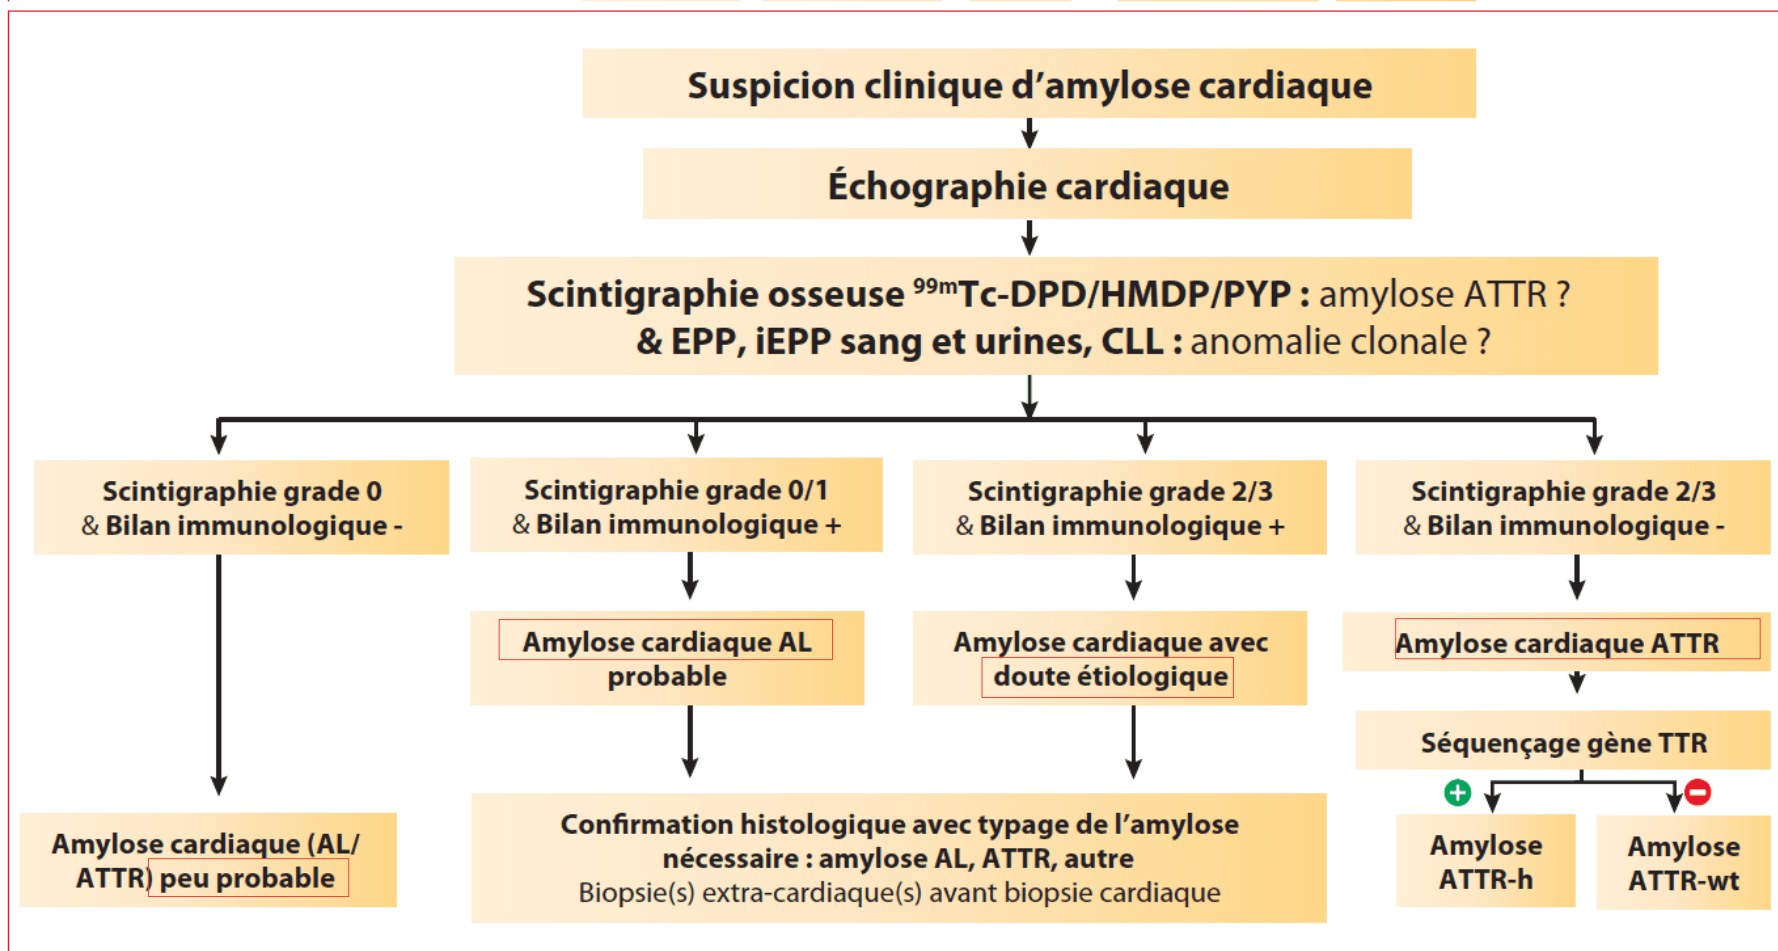 Suspicion clinique d’amylose cardiaque
Échographie cardiaque
Scintigraphie osseuse ⁹⁹ᵐTc-DPD/HMDP/PYP : amylose ATTR ?
& EPP, iEPP sang et urines, CLL : anomalie clonale ?
Scintigraphie grade 0
& Bilan immunologique -
Scintigraphie grade 0/1
& Bilan immunologique +
Scintigraphie grade 2/3
& Bilan immunologique +
Scintigraphie grade 2/3
& Bilan immunologique -
Amylose cardiaque AL
probable
Amylose cardiaque avec
doute étiologique
Amylose cardiaque ATTR
Séquençage gène TTR
Amylose cardiaque (AL/
ATTR) peu probable
Confirmation histologique avec typage de l’amylose
nécessaire : amylose AL, ATTR, autre
Biopsie(s) extra-cardiaque(s) avant biopsie cardiaque
+
Amylose
ATTR-h
–
Amylose
ATTR-wt